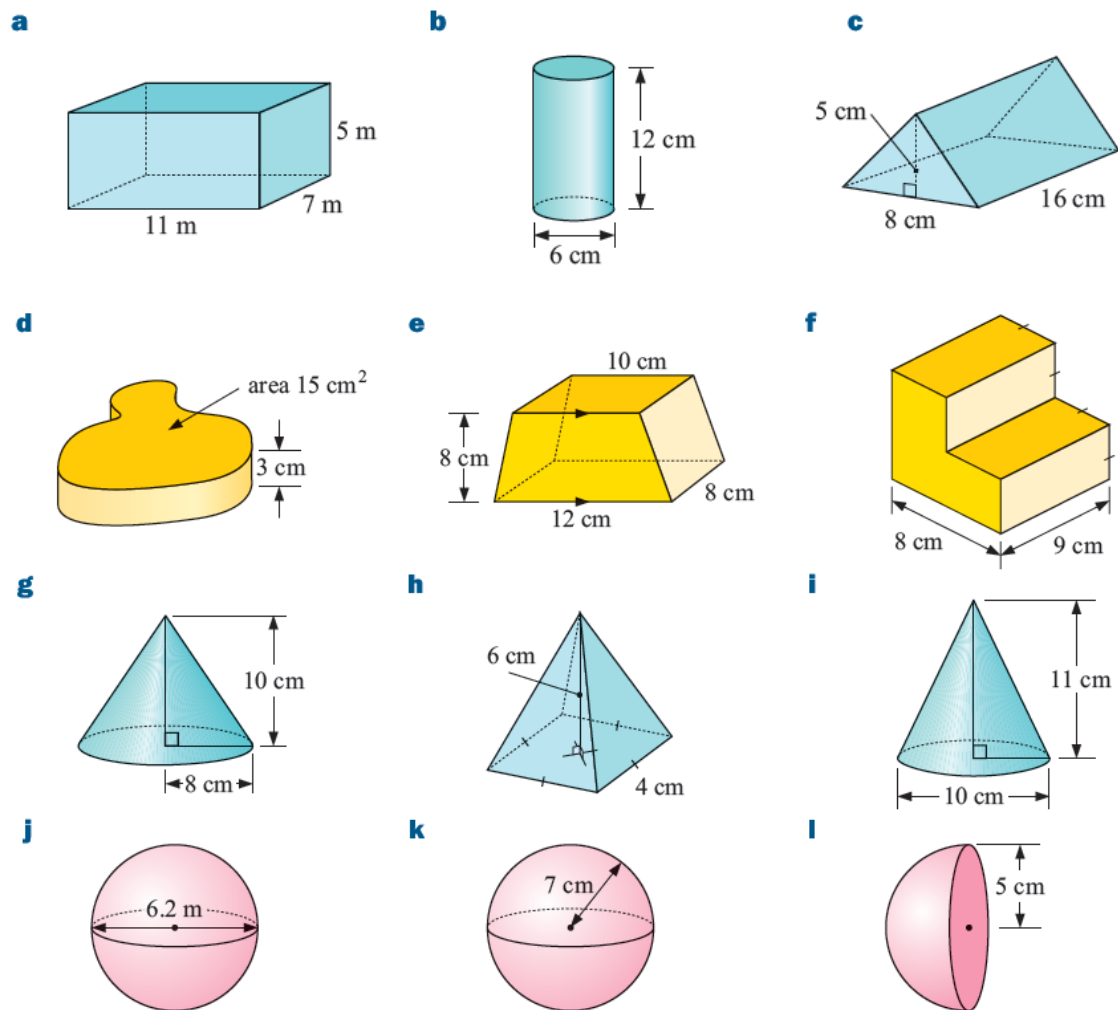 a
b
c
5 m
7 m
11 m
12 cm
6 cm
5 cm
8 cm
16 cm
d
e
f
area 15 cm²
3 cm
10 cm
8 cm
8 cm
12 cm
8 cm
9 cm
g
h
i
10 cm
8 cm
6 cm
4 cm
11 cm
10 cm
j
k
l
6.2 m
7 cm
5 cm